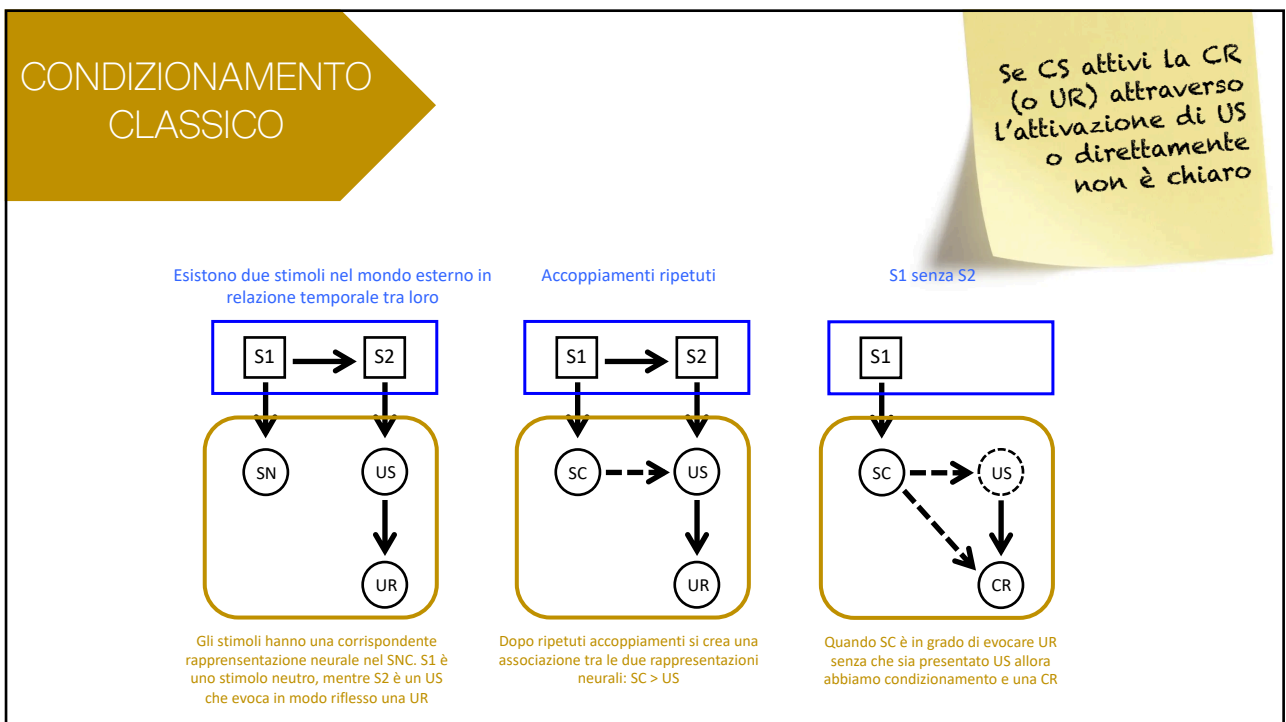 CONDIZIONAMENTO
CLASSICO
Se CS attivi la CR
(o UR) attraverso
l'attivazione di US
o direttamente
non è chiaro
Esistono due stimoli nel mondo esterno in
relazione temporale tra loro
S1
S2
SN
US
UR
Gli stimoli hanno una corrispondente
rapprensentazione neurale nel SNC. S1 è
uno stimolo neutro, mentre S2 è un US
che evoca in modo riflesso una UR
Accoppiamenti ripetuti
S1
S2
SC
US
UR
Dopo ripetuti accoppiamenti si crea una
associazione tra le due rappresentazioni
neurali: SC > US
S1 senza S2
S1
SC
US
CR
Quando SC è in grado di evocare UR
senza che sia presentato US allora
abbiamo condizionamento e una CR